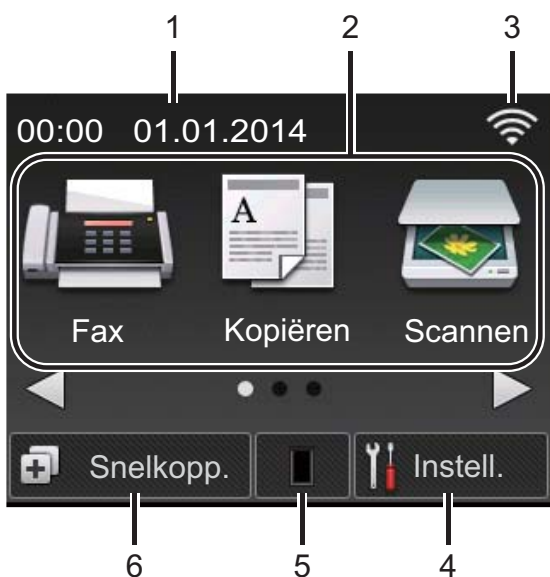 1 2 3
00:00 01.01.2014
A
Fax Kopiëren Scannen
Snelkopp. Instell.
6 5 4